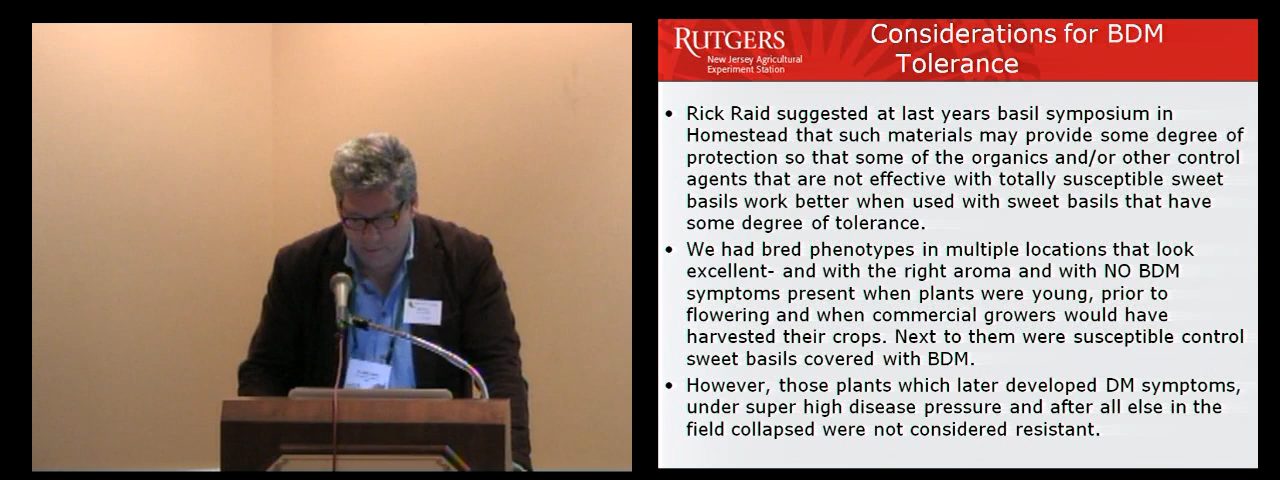 RUTGERS
New Jersey Agricultural
Experiment Station
Considerations for BDM
Tolerance
• Rick Raid suggested at last years basil symposium in
Homestead that such materials may provide some degree of
protection so that some of the organics and/or other control
agents that are not effective with totally susceptible sweet
basils work better when used with sweet basils that have
some degree of tolerance.
• We had bred phenotypes in multiple locations that look
excellent- and with the right aroma and with NO BDM
symptoms present when plants were young, prior to
flowering and when commercial growers would have
harvested their crops. Next to them were susceptible control
sweet basils covered with BDM.
• However, those plants which later developed DM symptoms,
under super high disease pressure and after all else in the
field collapsed were not considered resistant.